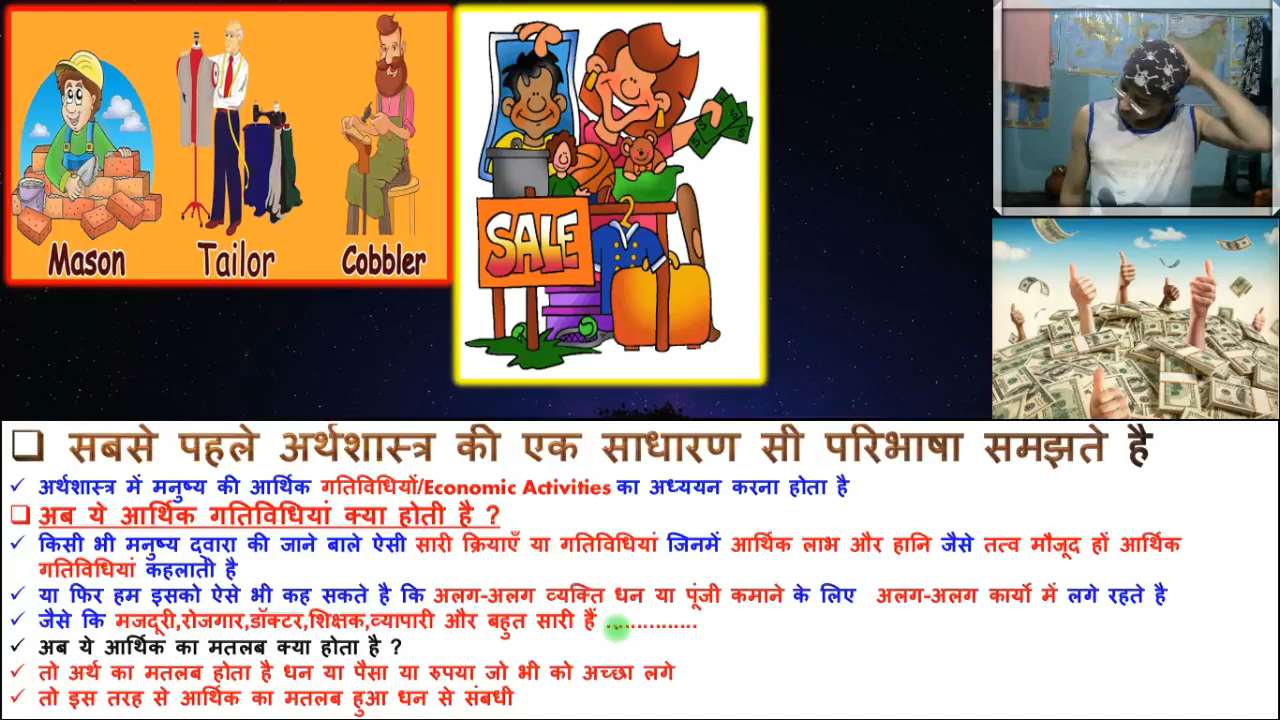 Mason
Tailor
Cobbler
SALE
सबसे पहले अर्थशास्त्र की एक साधारण सी परिभाषा समझते है
अर्थशास्त्र में मनुष्य की आर्थिक गतिविधियों/Economic Activities का अध्ययन करना होता है
अब ये आर्थिक गतिविधियां क्या होती है ?
किसी भी मनुष्य द्वारा की जाने बाले ऐसी सारी क्रियाएँ या गतिविधियां जिनमें आर्थिक लाभ और हानि जैसे तत्व मौजूद हों आर्थिक
गतिविधियां कहलाती है
या फिर हम इसको ऐसे भी कह सकते है कि अलग-अलग व्यक्ति धन या पूंजी कमाने के लिए अलग-अलग कार्यो में लगे रहते है
जैसे कि मजदूरी,रोजगार,डॉक्टर,शिक्षक,व्यापारी और बहुत सारी हैं ..............
अब ये आर्थिक का मतलब क्या होता है ?
तो अर्थ का मतलब होता है धन या पैसा या रुपया जो भी को अच्छा लगे
तो इस तरह से आर्थिक का मतलब हुआ धन से संबधी